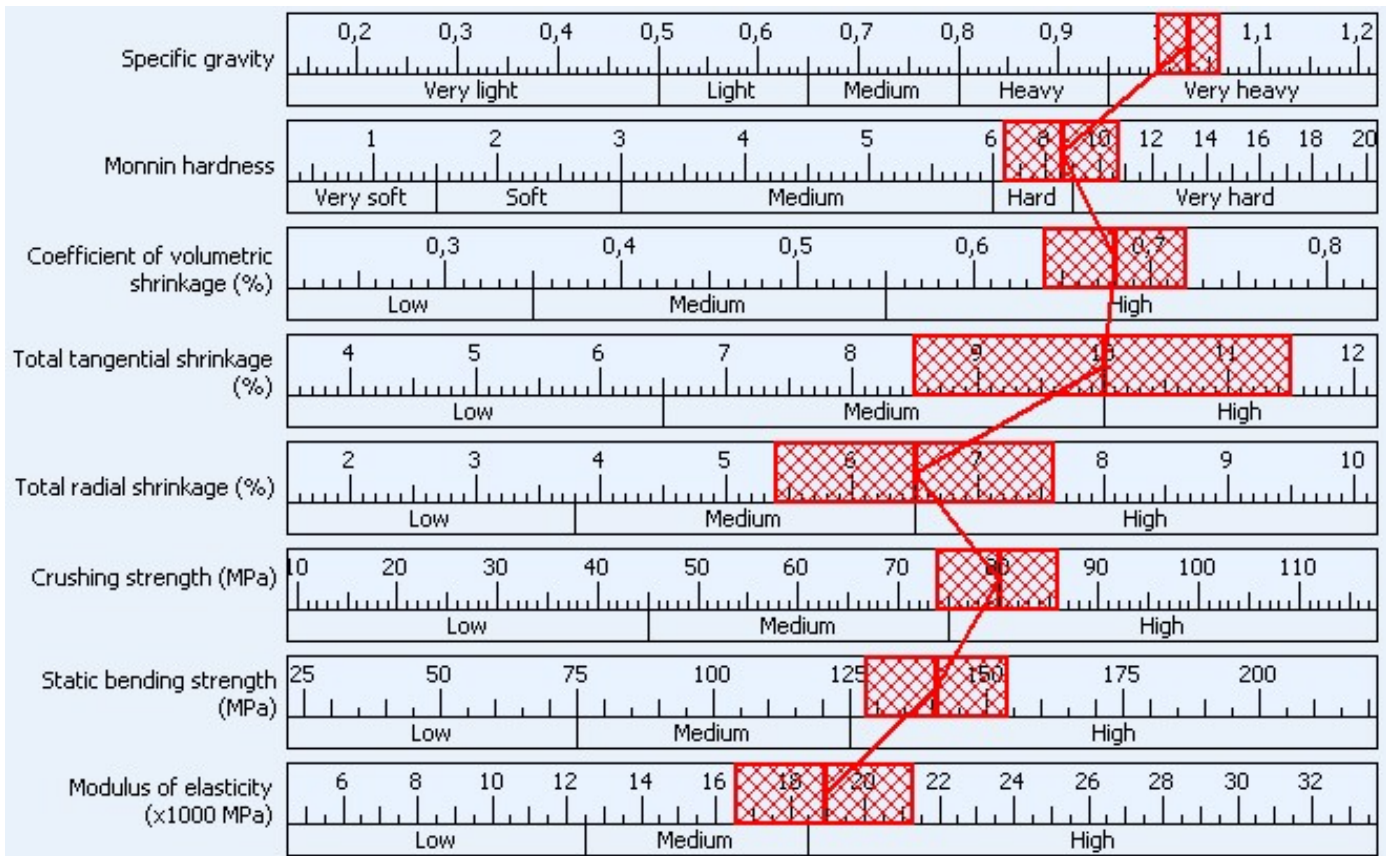 0,2 0,3 0,4 0,5 0,6 0,7 0,8 0,9 1,1 1,2
Specific gravity
Very light Light Medium Heavy Very heavy
1 2 3 4 5 6 8 10 12 14 16 18 20
Monnin hardness
Very soft Soft Medium Hard Very hard
0,3 0,4 0,5 0,6 0,7 0,8
Coefficient of volumetric
shrinkage (%)
Low Medium High
4 5 6 7 8 9 10 11 12
Total tangential shrinkage
(%)
Low Medium High
2 3 4 5 6 7 8 9 10
Total radial shrinkage (%)
Low Medium High
10 20 30 40 50 60 70 80 90 100 110
Crushing strength (MPa)
Low Medium High
25 50 75 100 125 150 175 200
Static bending strength
(MPa)
Low Medium High
6 8 10 12 14 16 18 20 22 24 26 28 30 32
Modulus of elasticity
(x1000 MPa)
Low Medium High